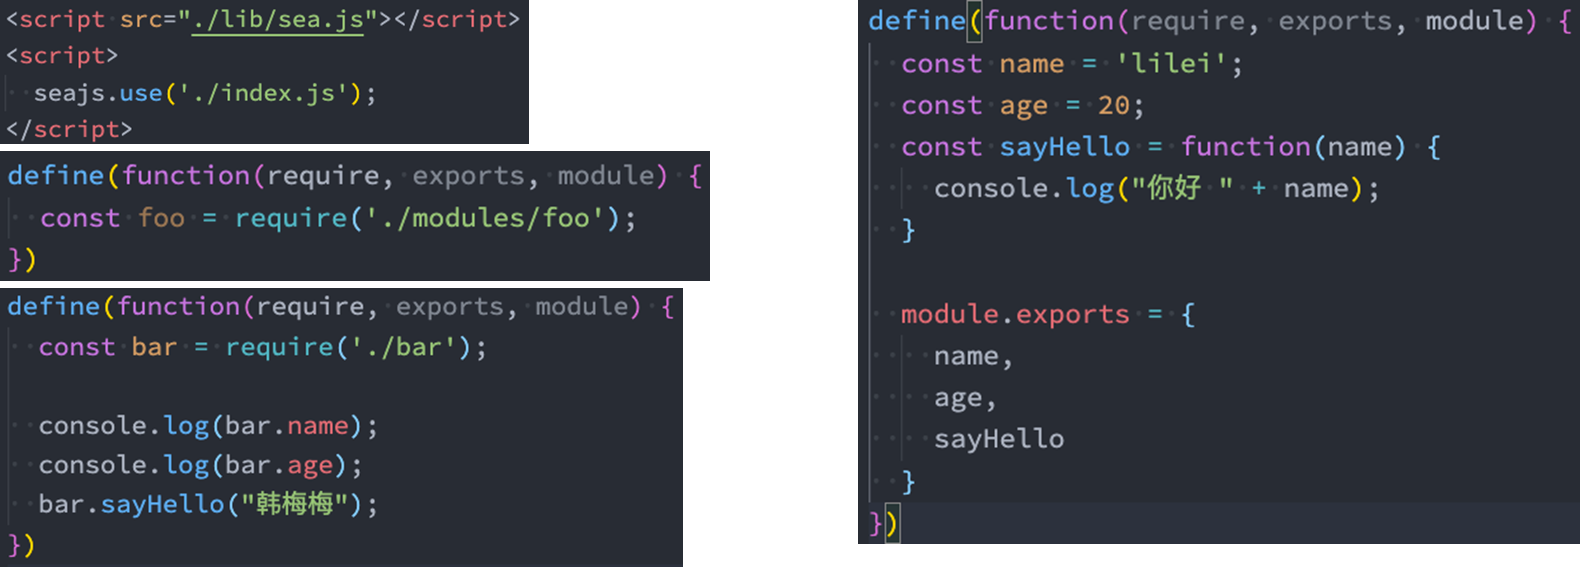 <script src="./lib/sea.js"></script>
<script>
  seajs.use('./index.js');
</script>
define(function(require, exports, module) {
  const foo = require('./modules/foo');
})
define(function(require, exports, module) {
  const bar = require('./bar');
  console.log(bar.name);
  console.log(bar.age);
  bar.sayHello("韩梅梅");
})
define(function(require, exports, module) {
  const name = 'lilei';
  const age = 20;
  const sayHello = function(name) {
    console.log("你好 " + name);
  }
  module.exports = {
    name,
    age,
    sayHello
  }
})